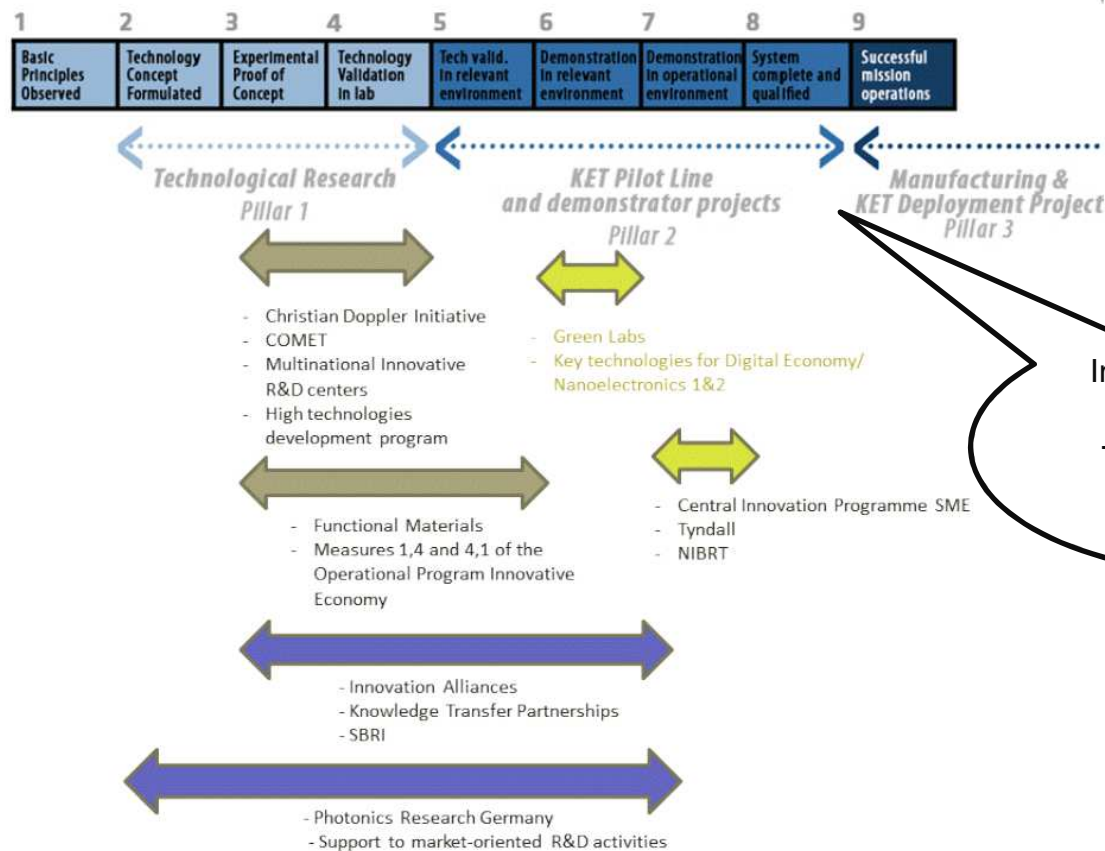 1 2 3 4 5 6 7 8 9
Basic
Principles
Observed
Technology
Concept
Formulated
Experimental
Proof of
Concept
Technology
Validation
in lab
Tech valid.
in relevant
environment
Demonstration
in relevant
environment
Demonstration
in operational
environment
System
complete and
qualified
Successful
mission
operations
Technological Research
Pillar 1
KET Pilot Line
and demonstrator projects
Pillar 2
Manufacturing &
KET Deployment Project
Pillar 3
- Christian Doppler Initiative
- COMET
- Multinational Innovative
R&D centers
- High technologies
development program
- Green Labs
- Key technologies for Digital Economy/
Nanoelectronics 1&2
- Functional Materials
- Measures 1,4 and 4,1 of the
Operational Program Innovative
Economy
- Central Innovation Programme SME
- Tyndall
- NIBRT
- Innovation Alliances
- Knowledge Transfer Partnerships
- SBRI
- Photonics Research Germany
- Support to market-oriented R&D activities